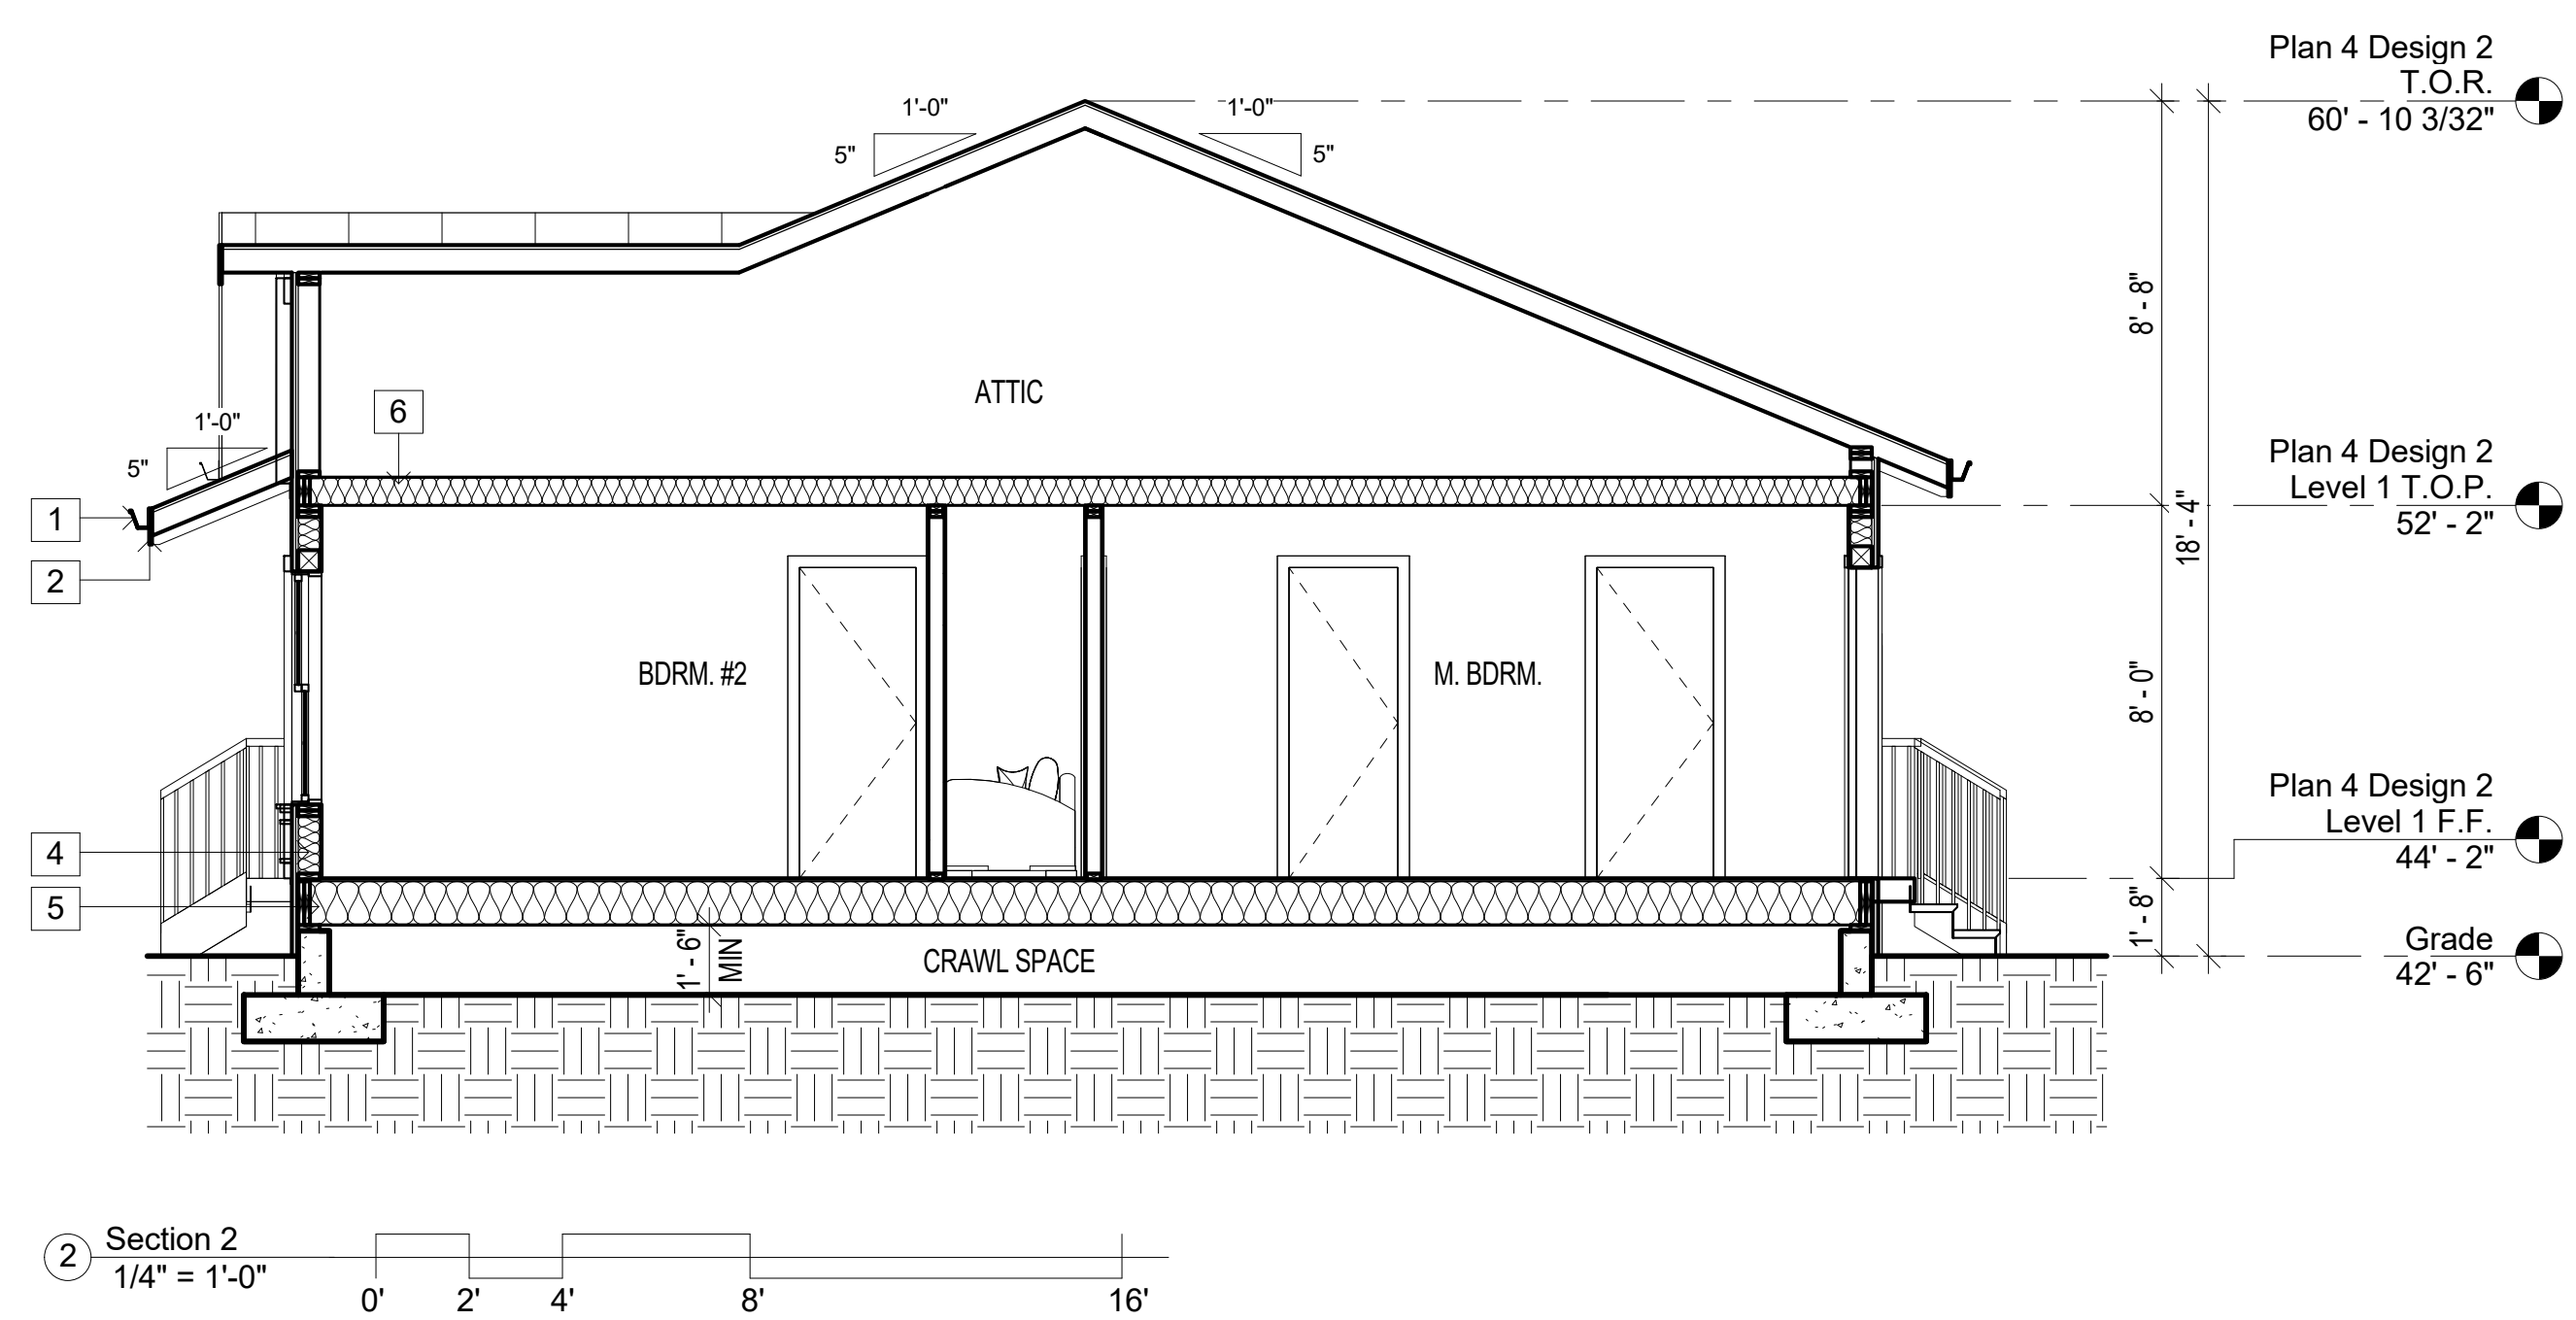 Plan 4 Design 2
T.O.R.
60' - 10 3/32"
1'-0"
5"
1'-0"
5"
8' - 8"
ATTIC
6
1'-0"
5"
1
2
Plan 4 Design 2
Level 1 T.O.P.
52' - 2"
18' - 4"
BDRM. #2
M. BDRM.
8' - 0"
Plan 4 Design 2
Level 1 F.F.
44' - 2"
4
5
1' - 6"
MIN
CRAWL SPACE
1' - 8"
Grade
42' - 6"
2
Section 2
1/4" = 1'-0"
0' 2' 4' 8' 16'